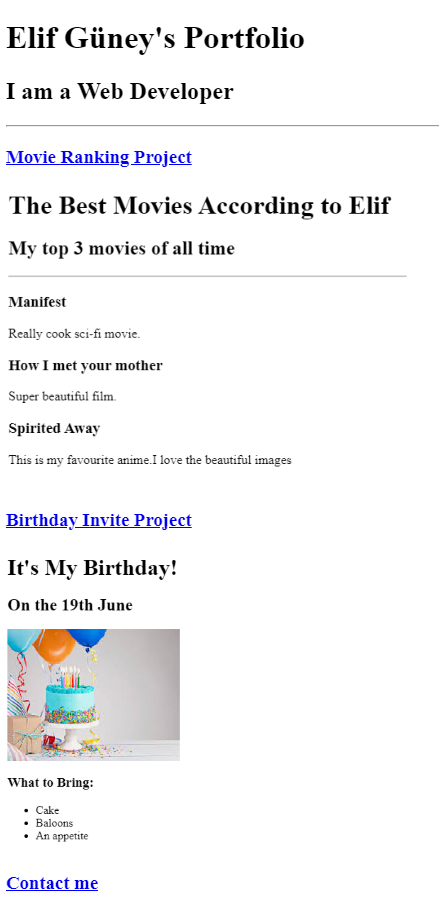 Elif Güney's Portfolio
I am a Web Developer
Movie Ranking Project
The Best Movies According to Elif
My top 3 movies of all time
Manifest
Really cook sci-fi movie.
How I met your mother
Super beautiful film.
Spirited Away
This is my favourite anime.I love the beautiful images
Birthday Invite Project
It's My Birthday!
On the 19th June
What to Bring:
Cake
Baloons
An appetite
Contact me